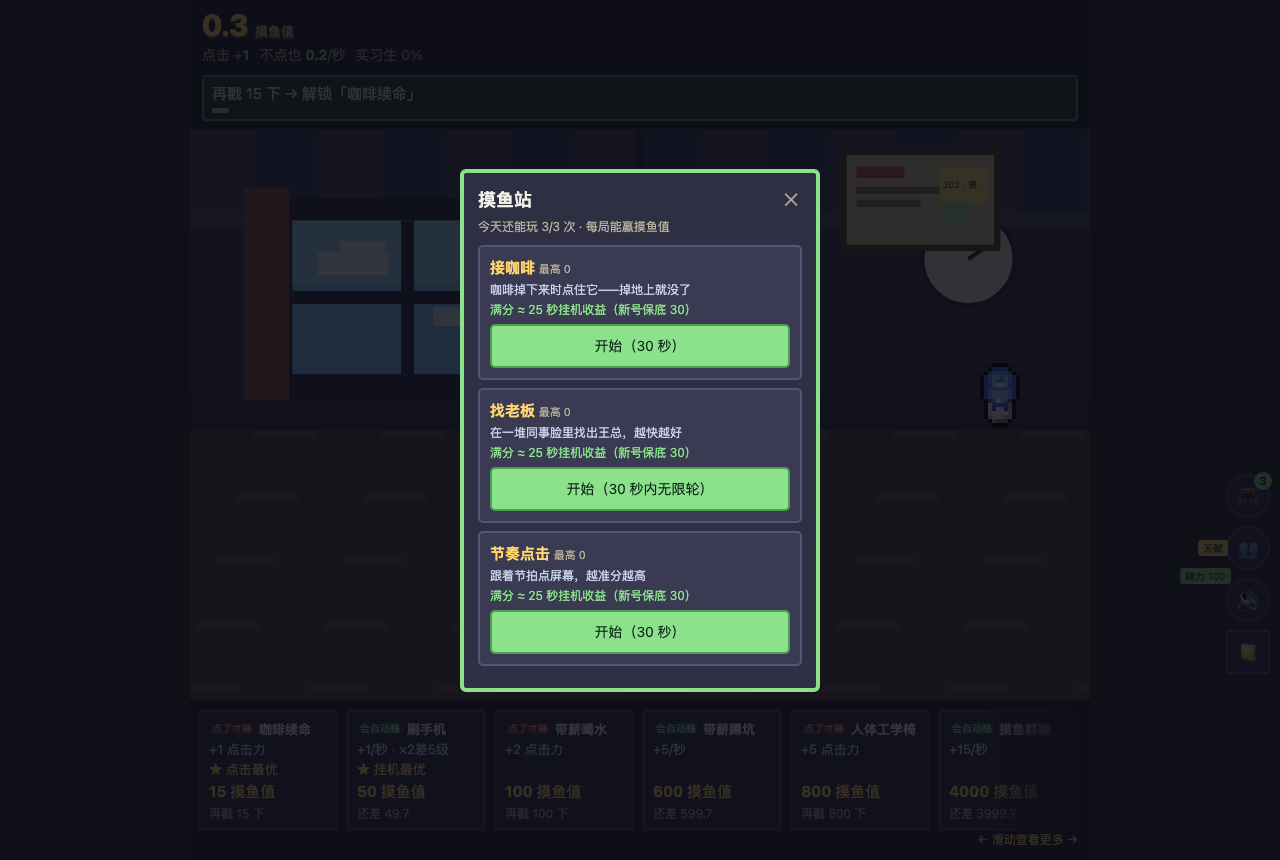 0.3 摸鱼值
点击 +1 不点也 0.2/秒 实习生 0%
再戳 15 下 → 解锁「咖啡续命」
302 · 第
摸鱼站
今天还能玩 3/3 次 · 每局能赢摸鱼值
接咖啡 最高 0
咖啡掉下来时点住它——掉地上就没了
满分 ≈ 25 秒挂机收益（新号保底 30）
开始（30 秒）
找老板 最高 0
在一堆同事脸里找出王总，越快越好
满分 ≈ 25 秒挂机收益（新号保底 30）
开始（30 秒内无限轮）
节奏点击 最高 0
跟着节拍点屏幕，越准分越高
满分 ≈ 25 秒挂机收益（新号保底 30）
开始（30 秒）
3
天赋
精力 100
点了才赚 咖啡续命
+1 点击力
★ 点击最优
15 摸鱼值
再戳 15 下
会自动赚 刷手机
+1/秒 · ×2差5级
★ 挂机最优
50 摸鱼值
还差 49.7
点了才赚 带薪喝水
+2 点击力
100 摸鱼值
再戳 100 下
会自动赚 带薪蹲坑
+5/秒
600 摸鱼值
还差 599.7
点了才赚 人体工学椅
+5 点击力
800 摸鱼值
再戳 800 下
会自动赚 摸鱼群聊
+15/秒
4000 摸鱼值
还差 3999.7
← 滑动查看更多 →